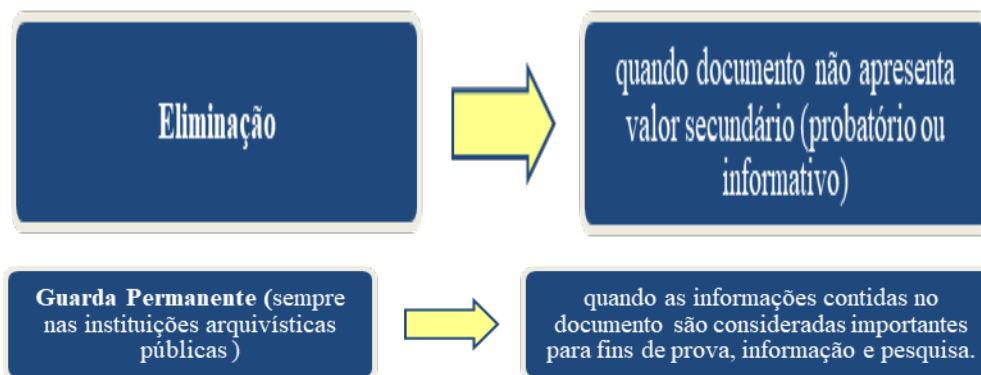 Eliminação
quando documento não apresenta
valor secundário (probatório ou
informativo)
Guarda Permanente (sempre
nas instituições arquivísticas
públicas )
quando as informações contidas no
documento são consideradas importantes
para fins de prova, informação e pesquisa.